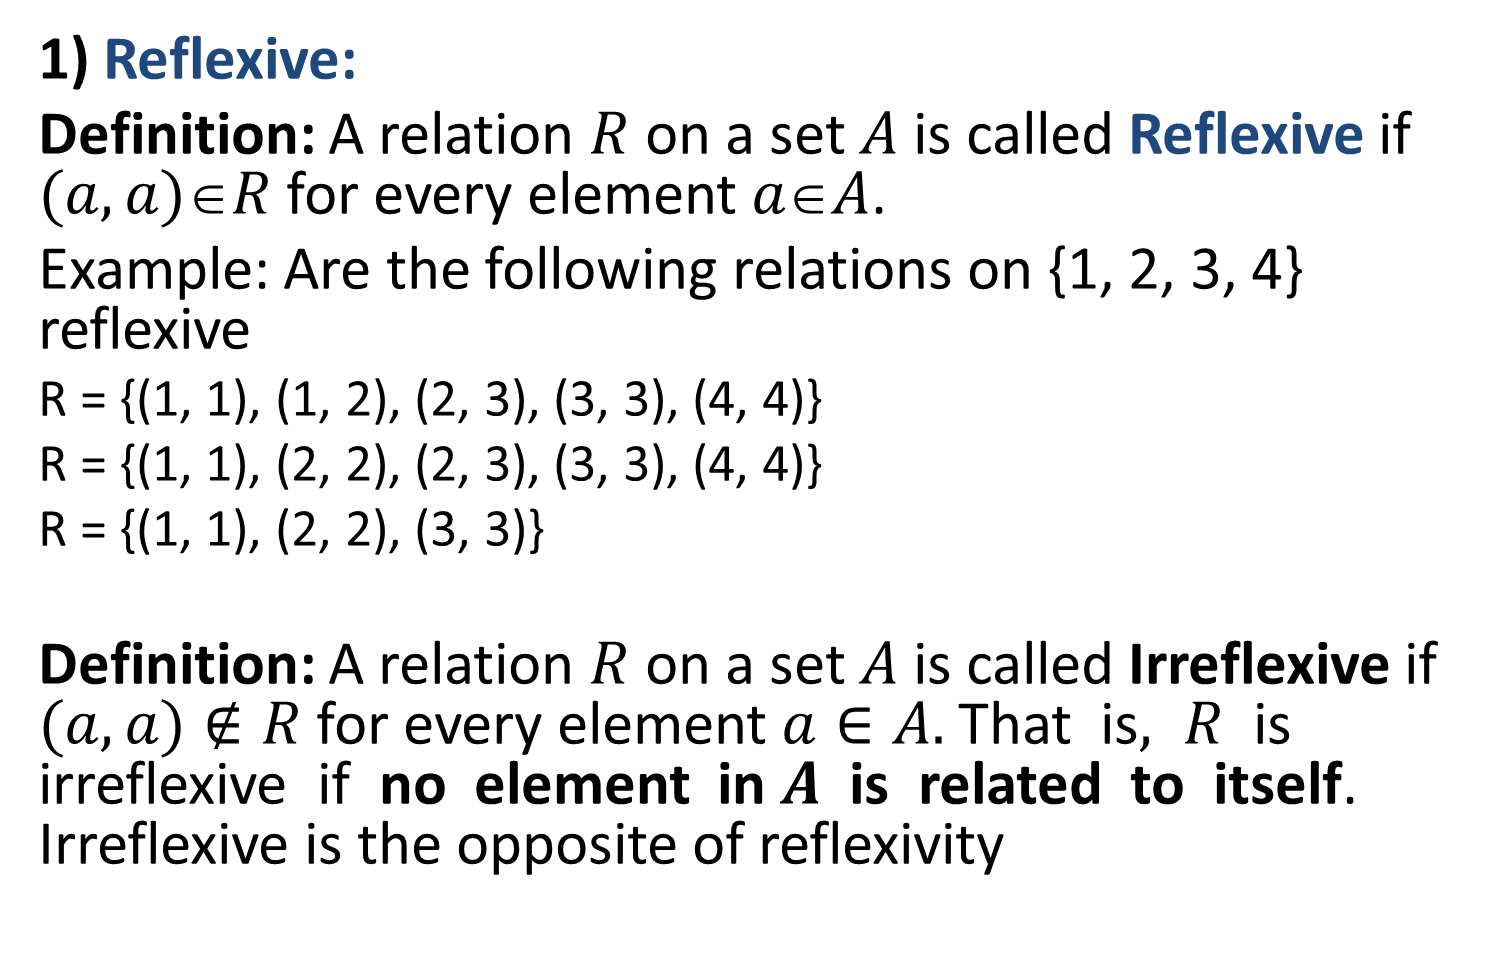 1) Reflexive:
Definition: A relation R on a set A is called Reflexive if
(a, a)∈R for every element a∈A.
Example: Are the following relations on {1, 2, 3, 4}
reflexive
R = {(1, 1), (1, 2), (2, 3), (3, 3), (4, 4)}
R = {(1, 1), (2, 2), (2, 3), (3, 3), (4, 4)}
R = {(1, 1), (2, 2), (3, 3)}
Definition: A relation R on a set A is called Irreflexive if
(a, a) ∉ R for every element a ∈ A. That is, R is
irreflexive if no element in A is related to itself.
Irreflexive is the opposite of reflexivity